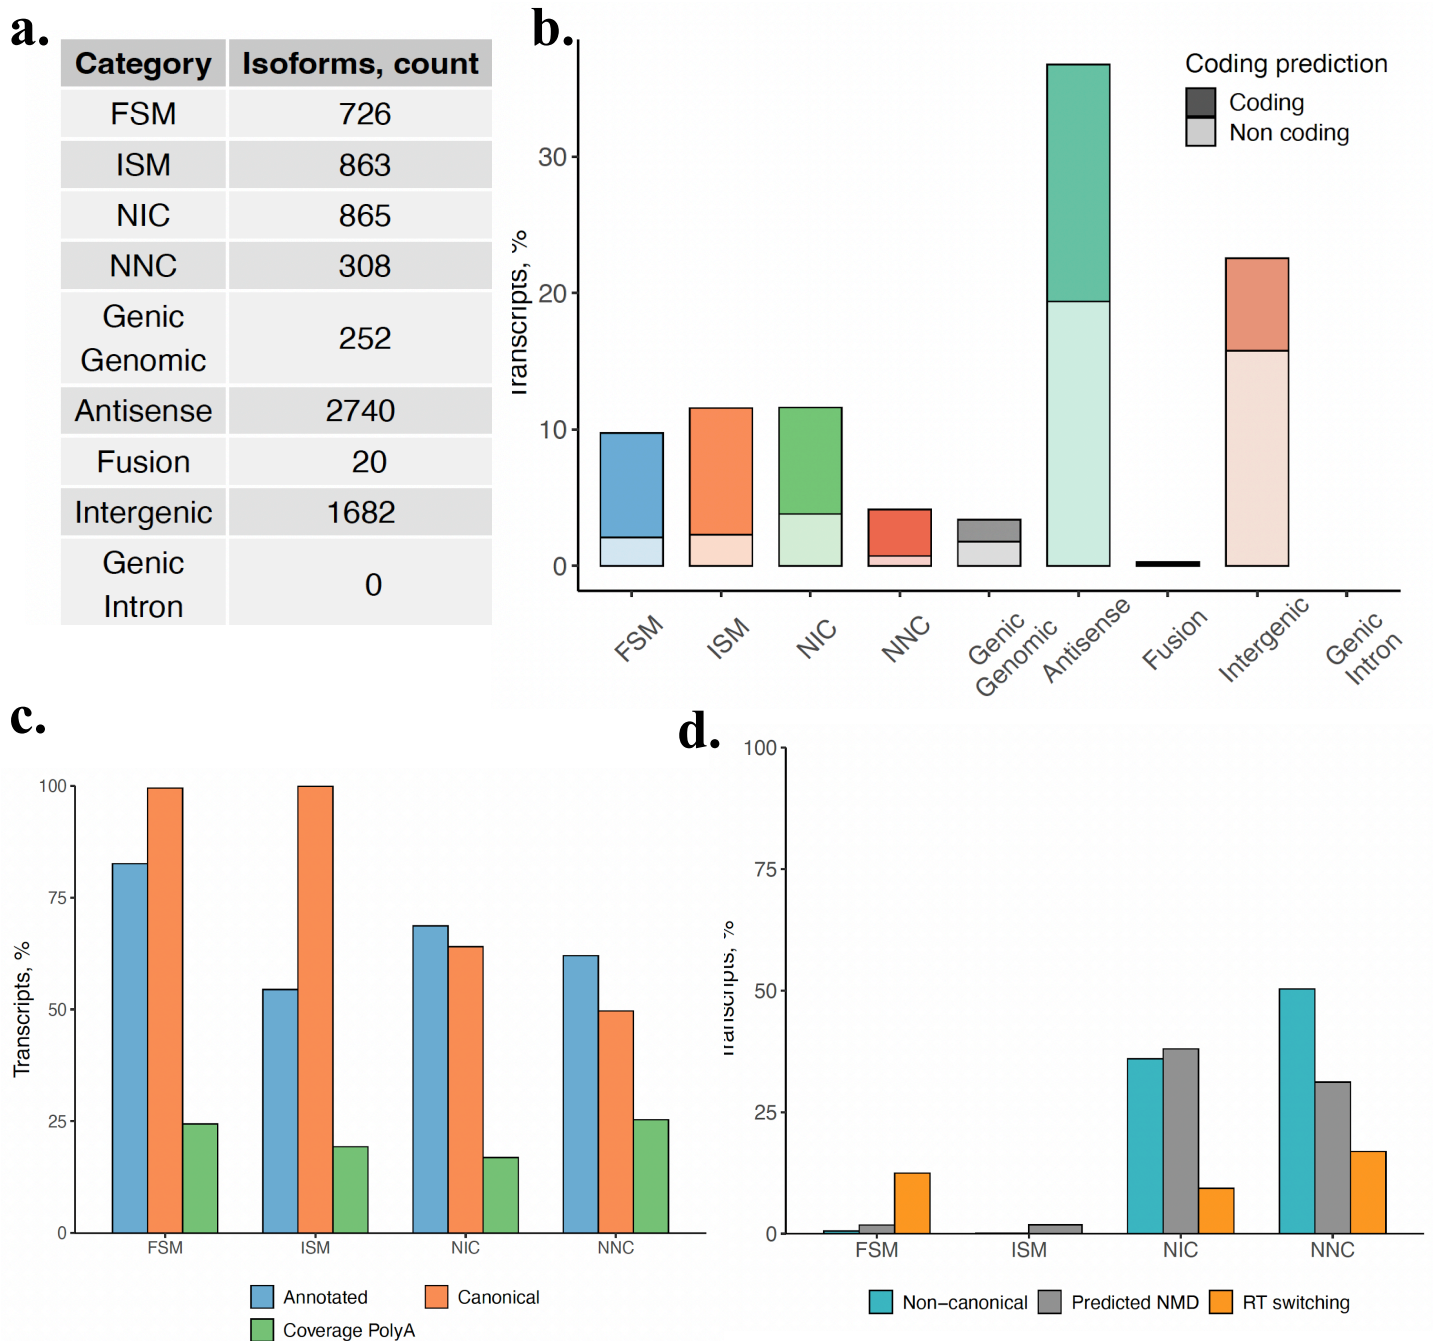 a.
Category Isoforms, count
FSM 726
ISM 863
NIC 865
NNC 308
Genic
Genomic 252
Antisense 2740
Fusion 20
Intergenic 1682
Genic
Intron 0
b.
Coding prediction
Coding
Non coding
Transcripts, %
30
20
10
0
FSM
ISM
NIC
NNC
Genic
Genomic
Antisense
Fusion
Intergenic
Genic
Intron
c.
Transcripts, %
100
75
50
25
0
FSM ISM NIC NNC
Annotated Canonical
Coverage PolyA
d.
Transcripts, %
100
75
50
25
0
FSM ISM NIC NNC
Non−canonical Predicted NMD RT switching